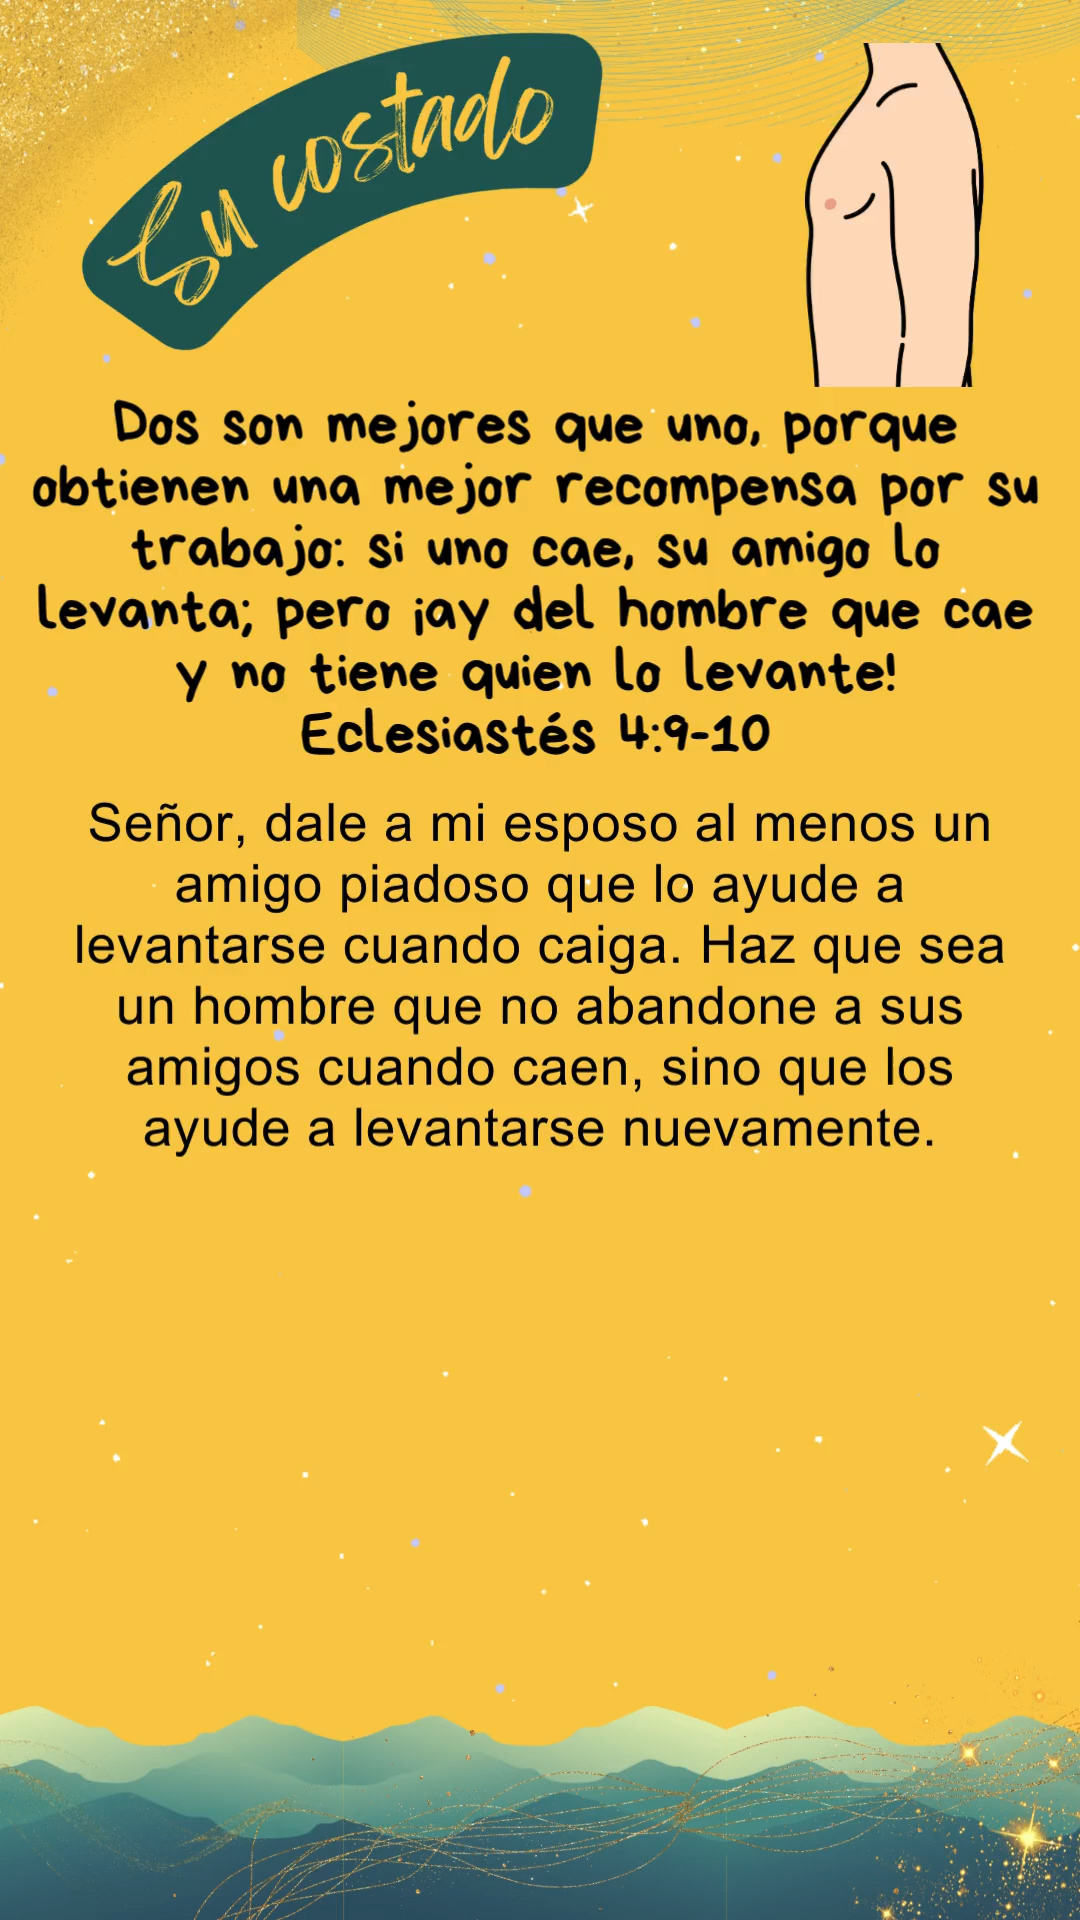 Su costado
Dos son mejores que uno, porque
obtienen una mejor recompensa por su
trabajo: si uno cae, su amigo lo
levanta; pero ¡ay del hombre que cae
y no tiene quien lo levante!
Eclesiastés 4:9-10
Señor, dale a mi esposo al menos un
amigo piadoso que lo ayude a
levantarse cuando caiga. Haz que sea
un hombre que no abandone a sus
amigos cuando caen, sino que los
ayude a levantarse nuevamente.